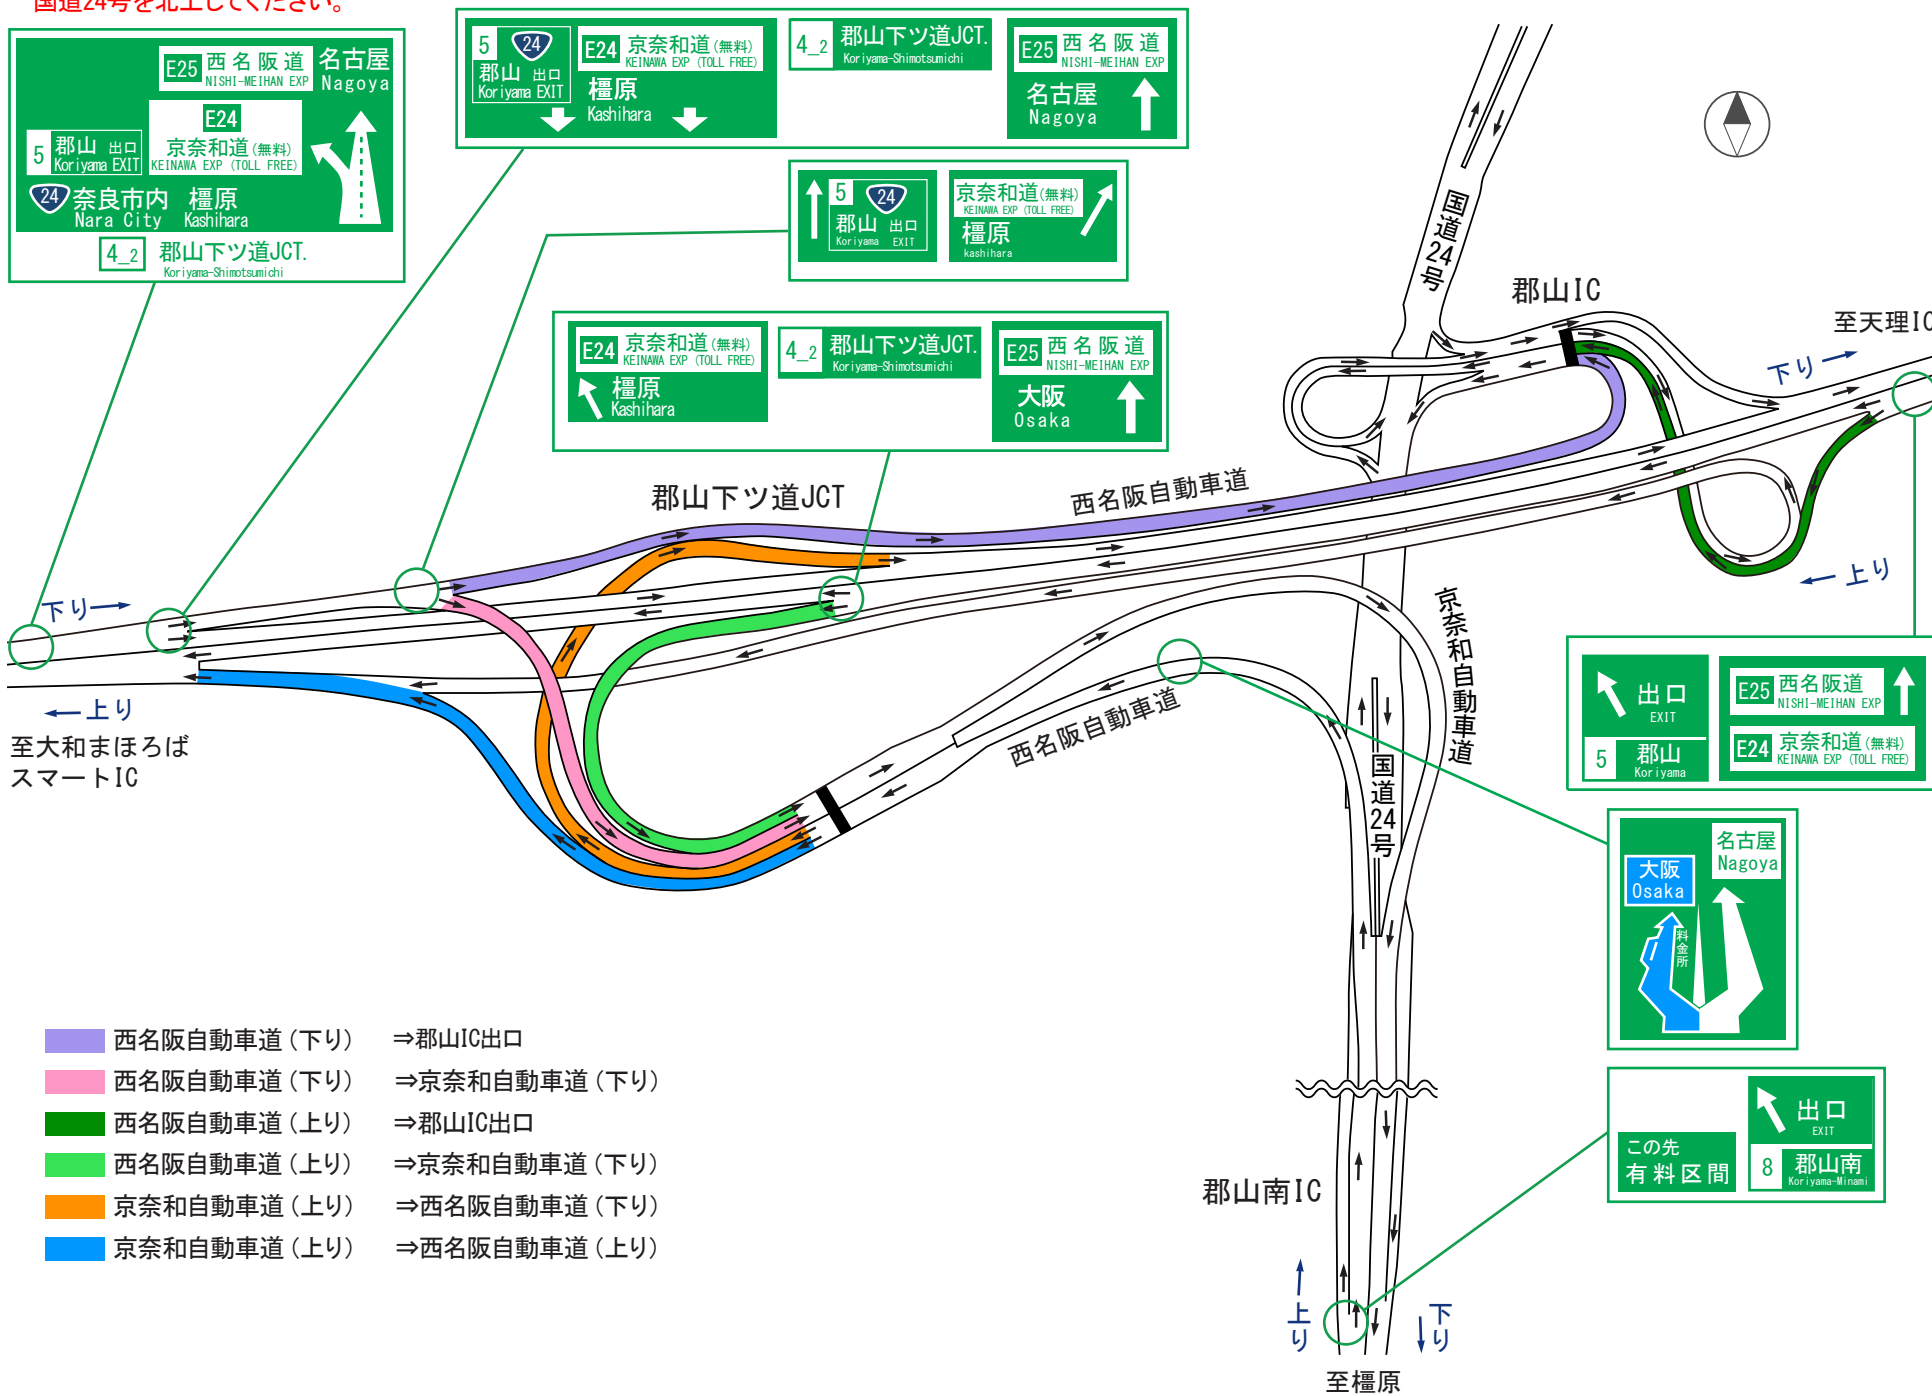 国道24号を北上してください。
E25 西名阪道 名古屋
NISHI-MEIHAN EXP Nagoya
E24
5 郡山 出口 京奈和道(無料)
Koriyama EXIT KEINAWA EXP (TOLL FREE)
24 奈良市内 橿原
Nara City Kashihara
4_2 郡山下ツ道JCT.
Koriyama-Shimotsumichi
5 24
郡山 出口
Koriyama EXIT
E24 京奈和道(無料)
KEINAWA EXP (TOLL FREE)
橿原
Kashihara
4_2 郡山下ツ道JCT.
Koriyama-Shimotsumichi
E25 西名阪道
NISHI-MEIHAN EXP
名古屋
Nagoya
5 24
郡山 出口
Koriyama EXIT
京奈和道(無料)
KEINAWA EXP (TOLL FREE)
橿原
kashihara
E24 京奈和道(無料)
KEINAWA EXP (TOLL FREE)
橿原
Kashihara
4_2 郡山下ツ道JCT.
Koriyama-Shimotsumichi
E25 西名阪道
NISHI-MEIHAN EXP
大阪
Osaka
国道24号
郡山IC
至天理IC
下り
郡山下ツ道JCT
西名阪自動車道
上り
下り
上り
至大和まほろば
スマートIC
西名阪自動車道
京奈和自動車道
国道24号
出口
EXIT
5 郡山
Koriyama
E25 西名阪道
NISHI-MEIHAN EXP
E24 京奈和道(無料)
KEINAWA EXP (TOLL FREE)
名古屋
Nagoya
大阪
Osaka
料金所
出口
EXIT
8 郡山南
Koriyama-Minami
この先
有料区間
郡山南IC
上り
下り
至橿原
西名阪自動車道(下り) ⇒郡山IC出口
西名阪自動車道(下り) ⇒京奈和自動車道(下り)
西名阪自動車道(上り) ⇒郡山IC出口
西名阪自動車道(上り) ⇒京奈和自動車道(下り)
京奈和自動車道(上り) ⇒西名阪自動車道(下り)
京奈和自動車道(上り) ⇒西名阪自動車道(上り)